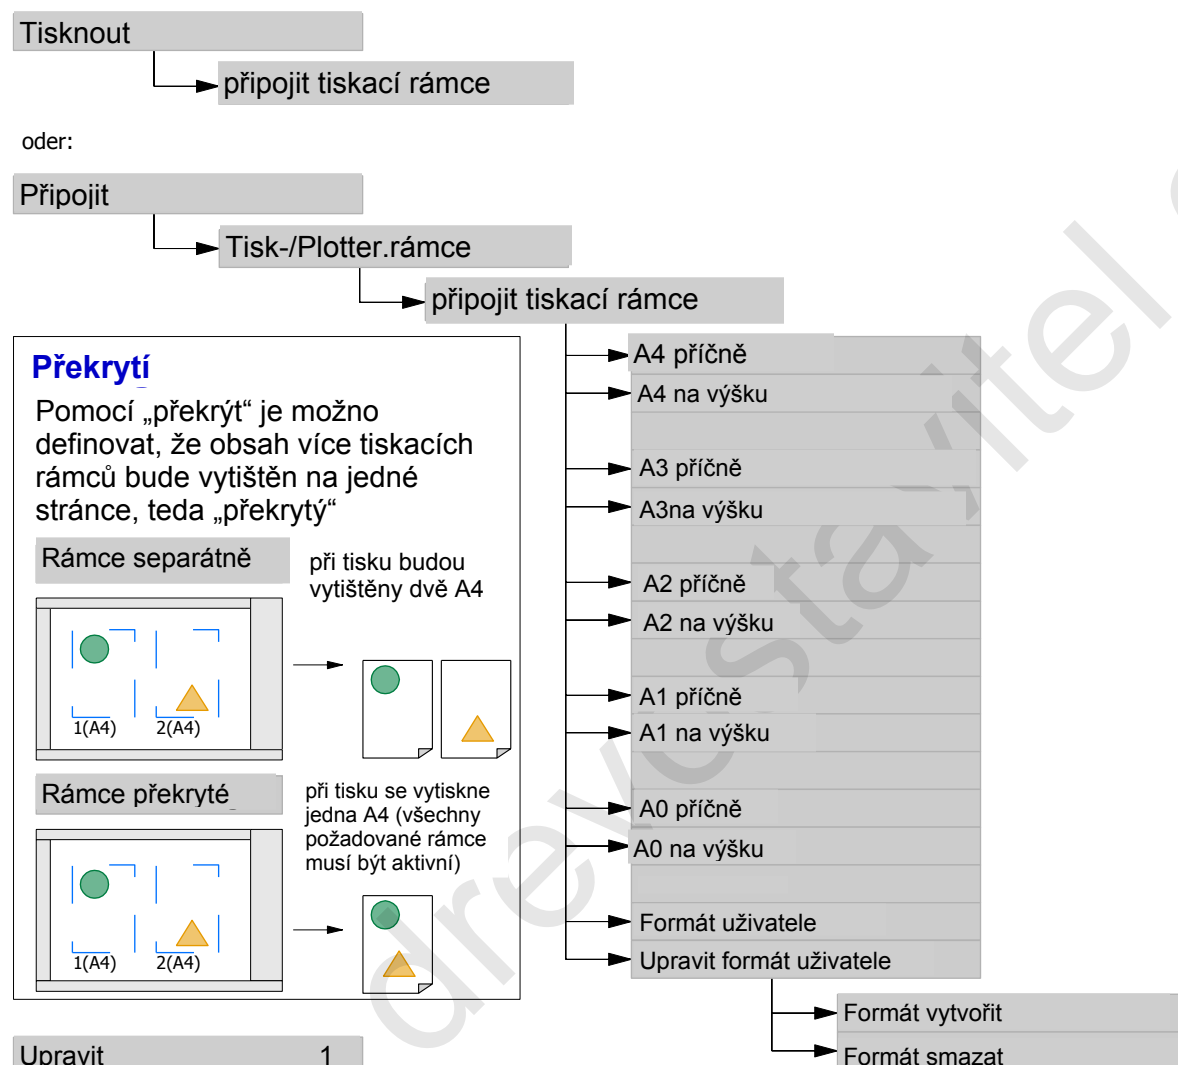 Tisknout
připojit tiskací rámce
oder:
Připojit
Tisk-/Plotter.rámce
připojit tiskací rámce
Překrytí
Pomocí „překrýt“ je možno
definovat, že obsah více tiskacích
rámců bude vytištěn na jedné
stránce, teda „překrytý“
Rámce separátně
při tisku budou
vytištěny dvě A4
1(A4) 2(A4)
Rámce překryté
při tisku se vytiskne
jedna A4 (všechny
požadované rámce
musí být aktivní)
1(A4) 2(A4)
A4 příčně
A4 na výšku
A3 příčně
A3na výšku
A2 příčně
A2 na výšku
A1 příčně
A1 na výšku
A0 příčně
A0 na výšku
Formát uživatele
Upravit formát uživatele
Formát vytvořit
Formát smazat
Upravit 1
drevostavitel